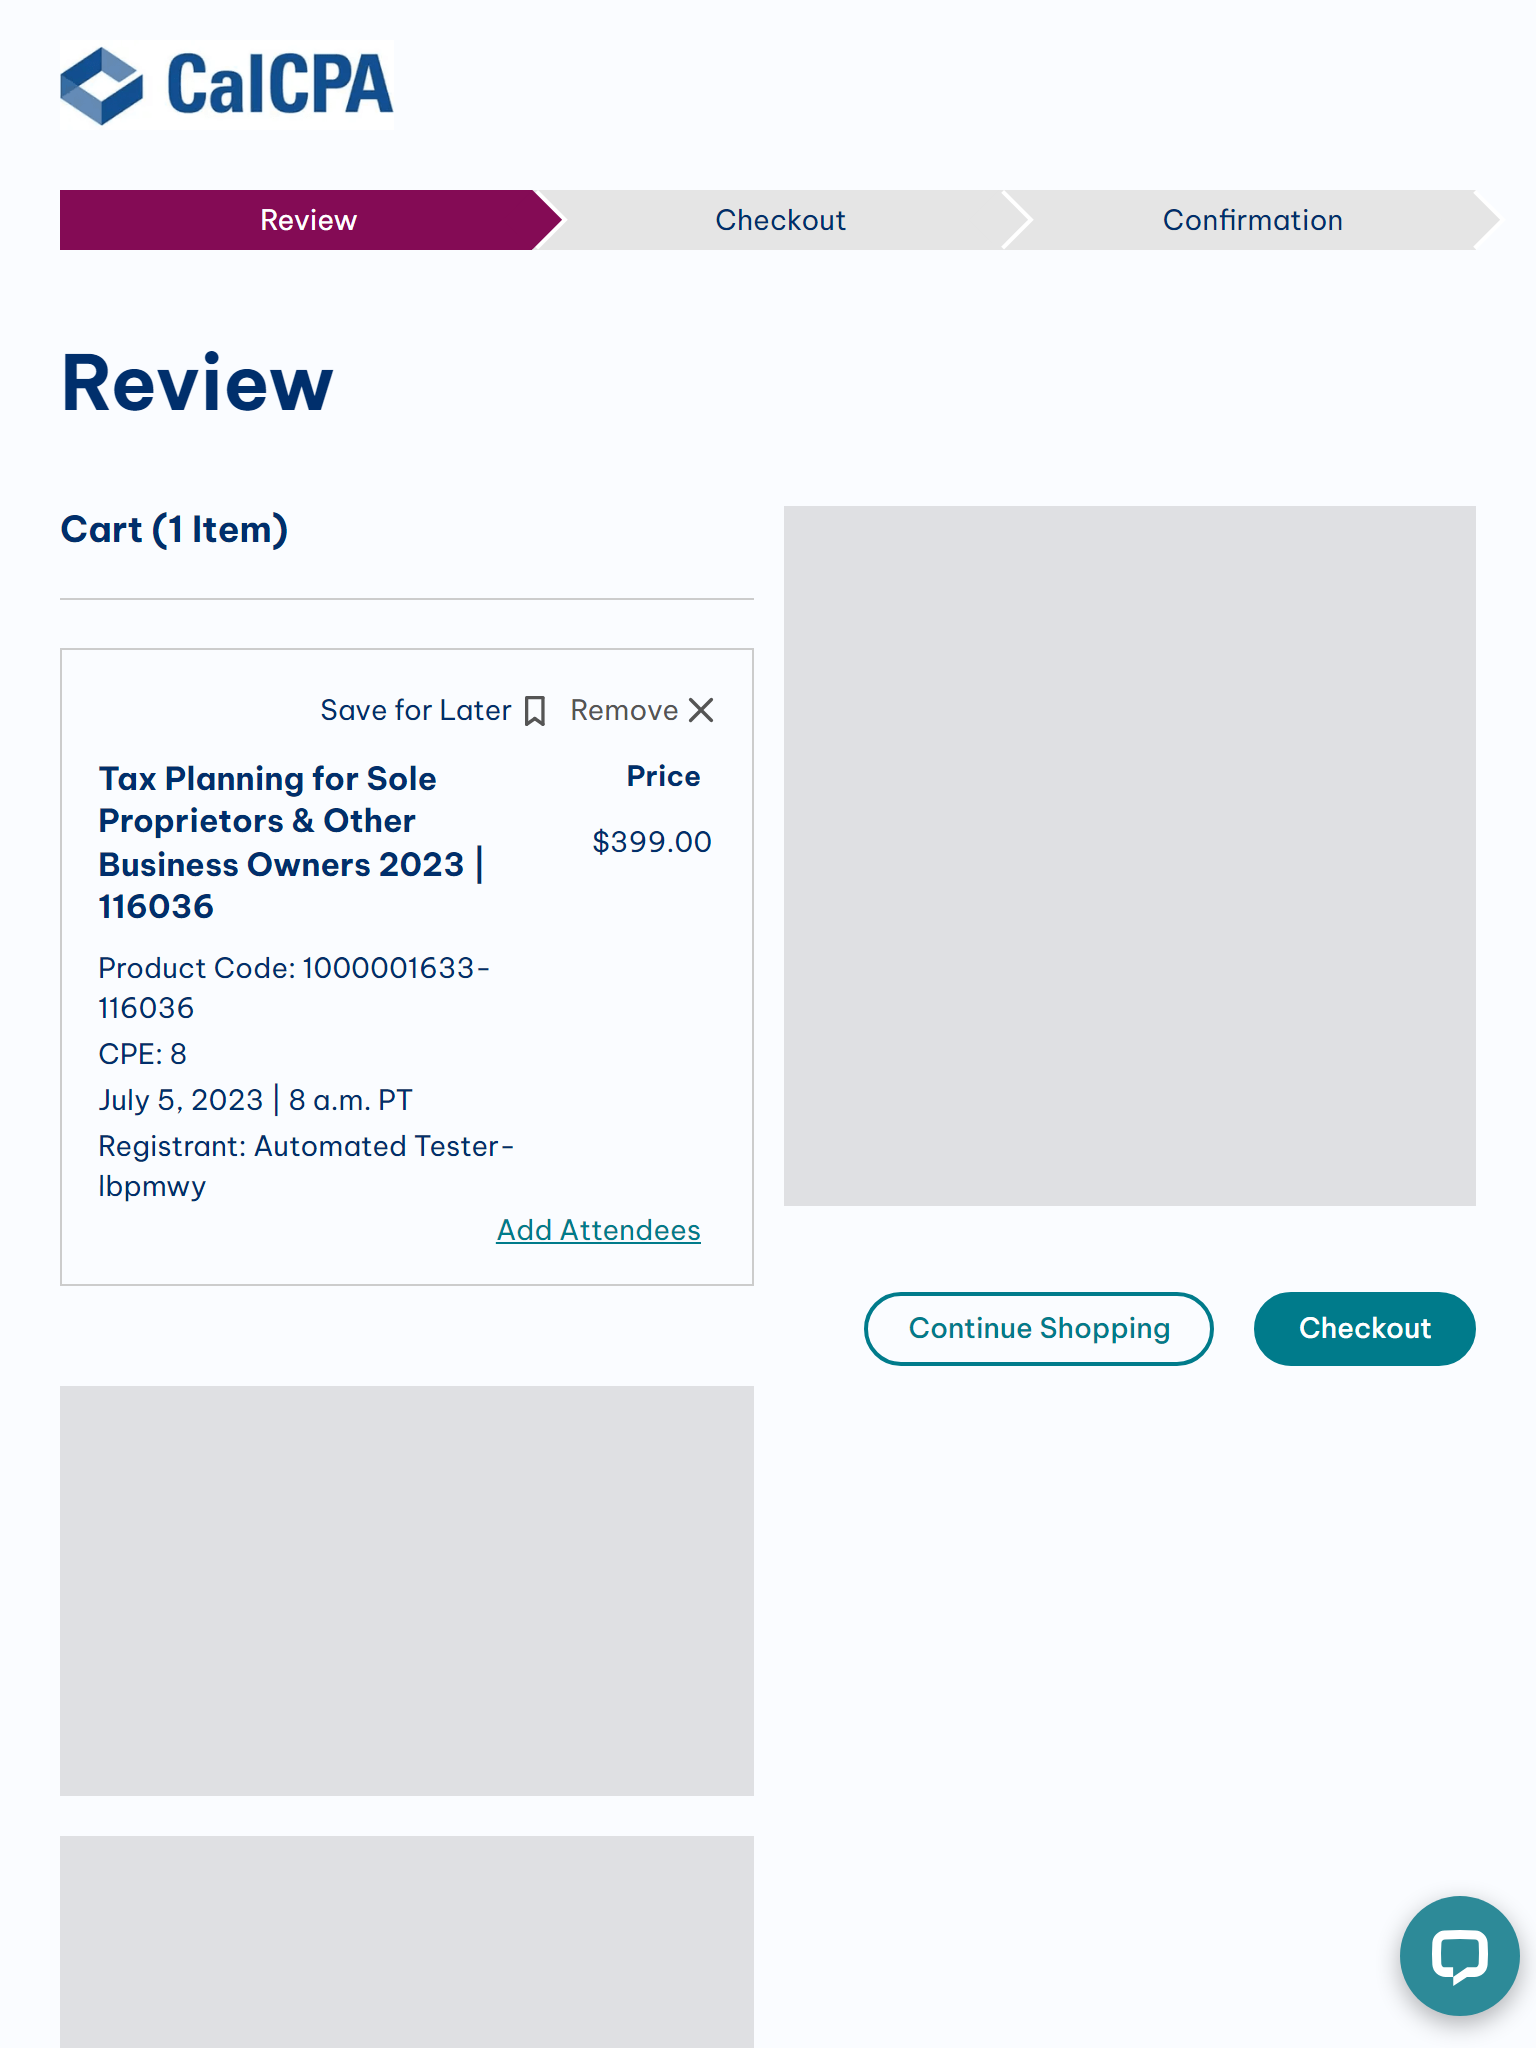 CalCPA
Review
Checkout
Confirmation
Review
Cart (1 Item)
Save for Later
Remove
Tax Planning for Sole
Proprietors & Other
Business Owners 2023 |
116036
Price
$399.00
Product Code: 1000001633-
116036
CPE: 8
July 5, 2023 | 8 a.m. PT
Registrant: Automated Tester-
lbpmwy
Add Attendees
Continue Shopping
Checkout